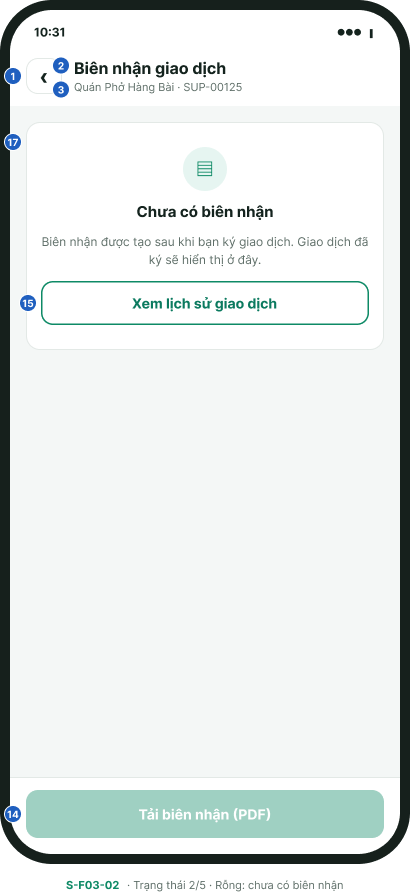 10:31
1
2
Biên nhận giao dịch
3
Quán Phở Hàng Bài · SUP-00125
17
Chưa có biên nhận
Biên nhận được tạo sau khi bạn ký giao dịch. Giao dịch đã
ký sẽ hiển thị ở đây.
15
Xem lịch sử giao dịch
14
Tải biên nhận (PDF)
S-F03-02 · Trạng thái 2/5 · Rỗng: chưa có biên nhận